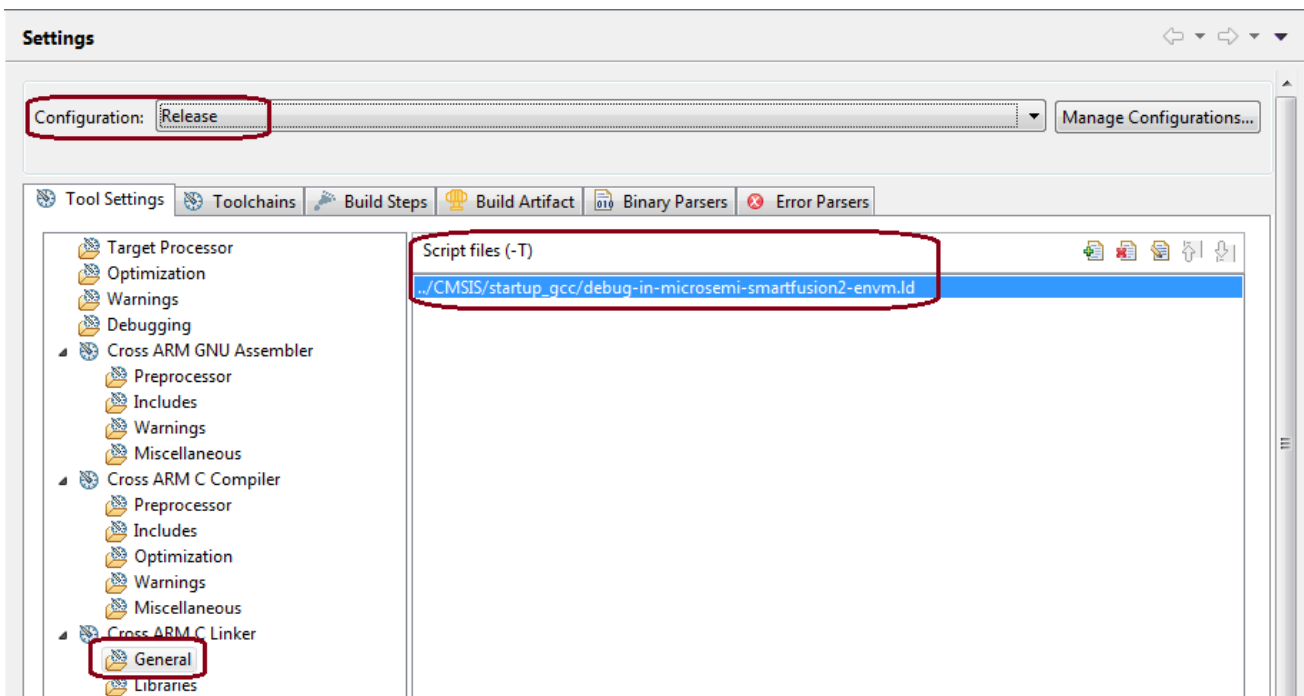 Settings
Configuration: Release Manage Configurations...
Tool Settings Toolchains Build Steps Build Artifact Binary Parsers Error Parsers
Target Processor
Optimization
Warnings
Debugging
Cross ARM GNU Assembler
Preprocessor
Includes
Warnings
Miscellaneous
Cross ARM C Compiler
Preprocessor
Includes
Optimization
Warnings
Miscellaneous
Cross ARM C Linker
General
Libraries
Script files (-T)
../CMSIS/startup_gcc/debug-in-microsemi-smartfusion2-envm.ld